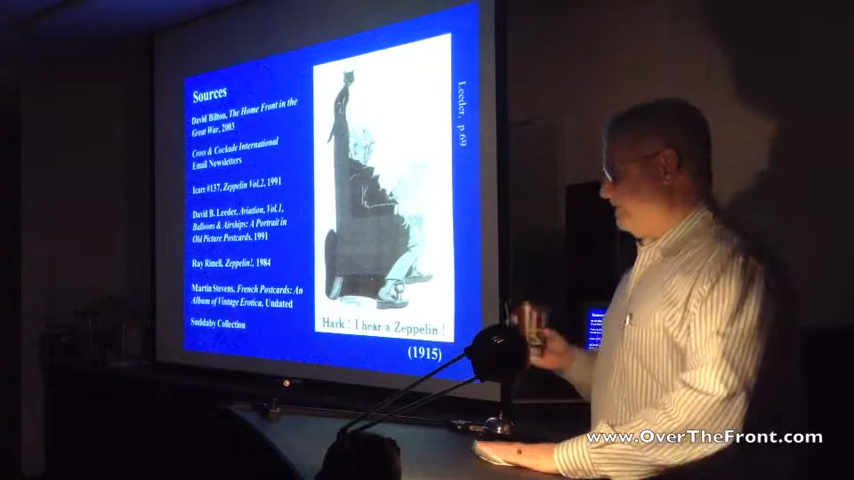 Sources
David Bilton, The Home Front in the
Great War, 2003
Cross & Cockade International
Email Newsletters
Icare #137, Zeppelin Vol.2, 1991
David B. Leeder, Aviation, Vol.1,
Balloons & Airships: A Portrait in
Old Picture Postcards, 1991
Ray Rimell, Zeppelin!, 1984
Martin Stevens, French Postcards: An
Album of Vintage Erotica, Undated
Suddaby Collection
Leeder, p.69
Hark! I hear a Zeppelin!
(1915)
www.OverTheFront.com